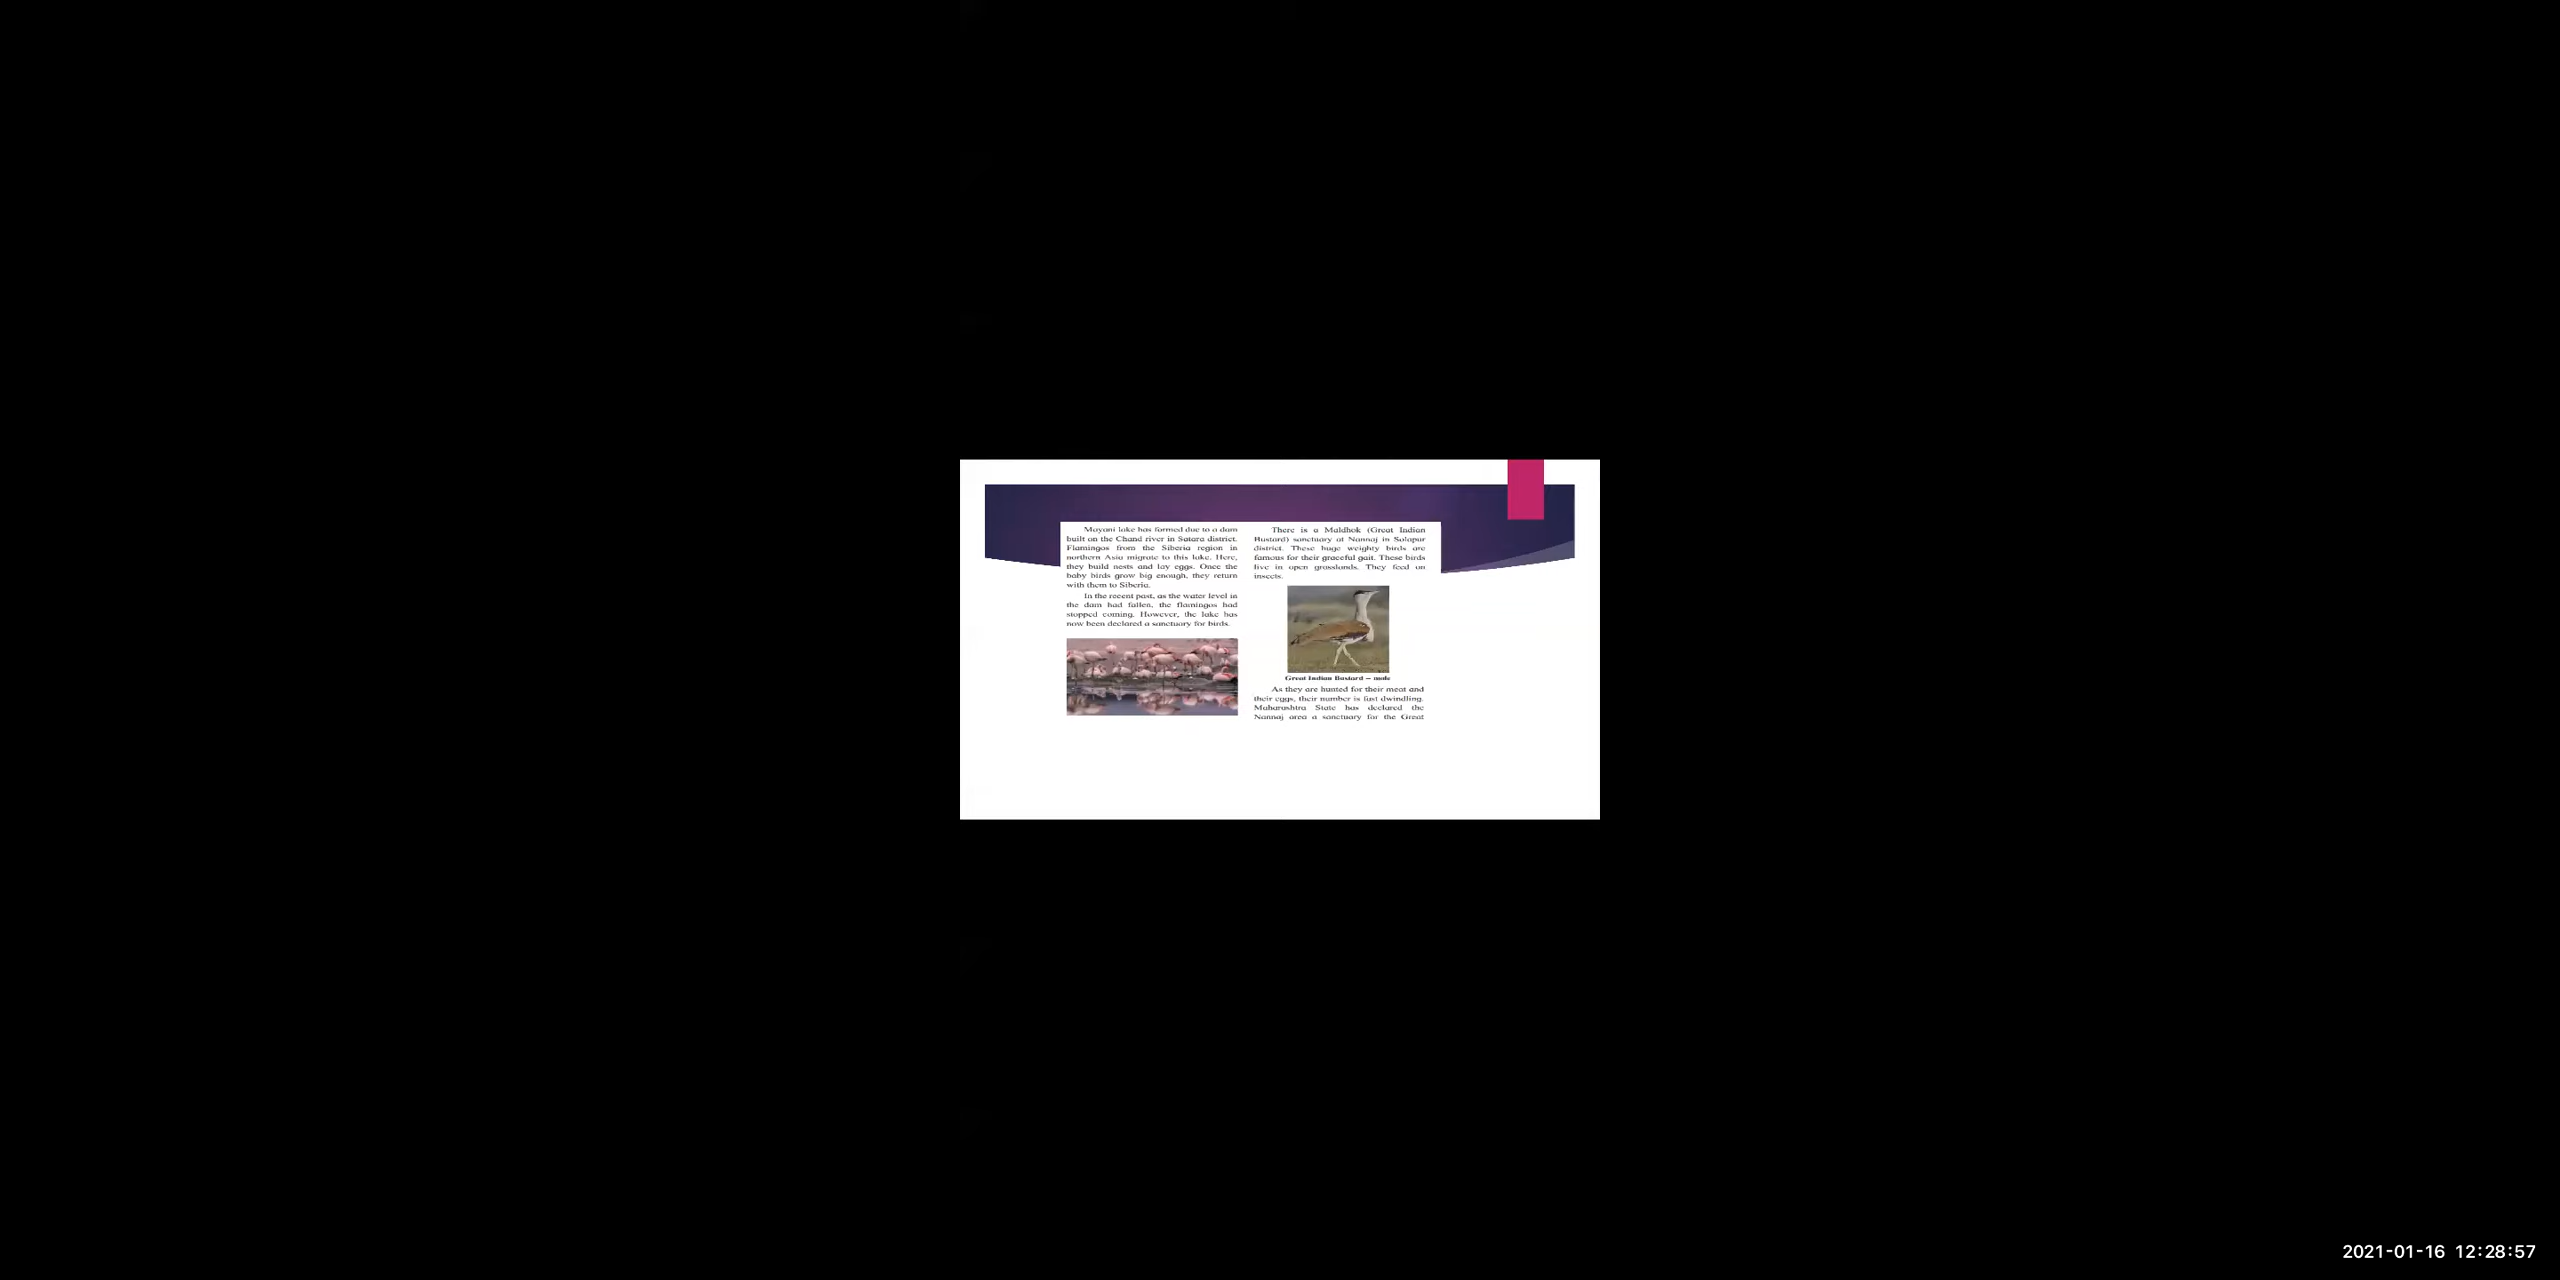 Mayani lake has formed due to a dam
built on the Chand river in Satara district.
Flamingos from the Siberia region in
northern Asia migrate to this lake. Here,
they build nests and lay eggs. Once the
baby birds grow big enough, they return
with them to Siberia.
In the recent past, as the water level in
the dam had fallen, the flamingos had
stopped coming. However, the lake has
now been declared a sanctuary for birds.
There is a Maldhok (Great Indian
Bustard) sanctuary at Nannaj in Solapur
district. These huge weighty birds are
famous for their graceful gait. These birds
live in open grasslands. They feed on
insects.
Great Indian Bustard – male
As they are hunted for their meat and
their eggs, their number is fast dwindling.
Maharashtra State has declared the
Nannaj area a sanctuary for the Great
2021-01-16 12:28:57